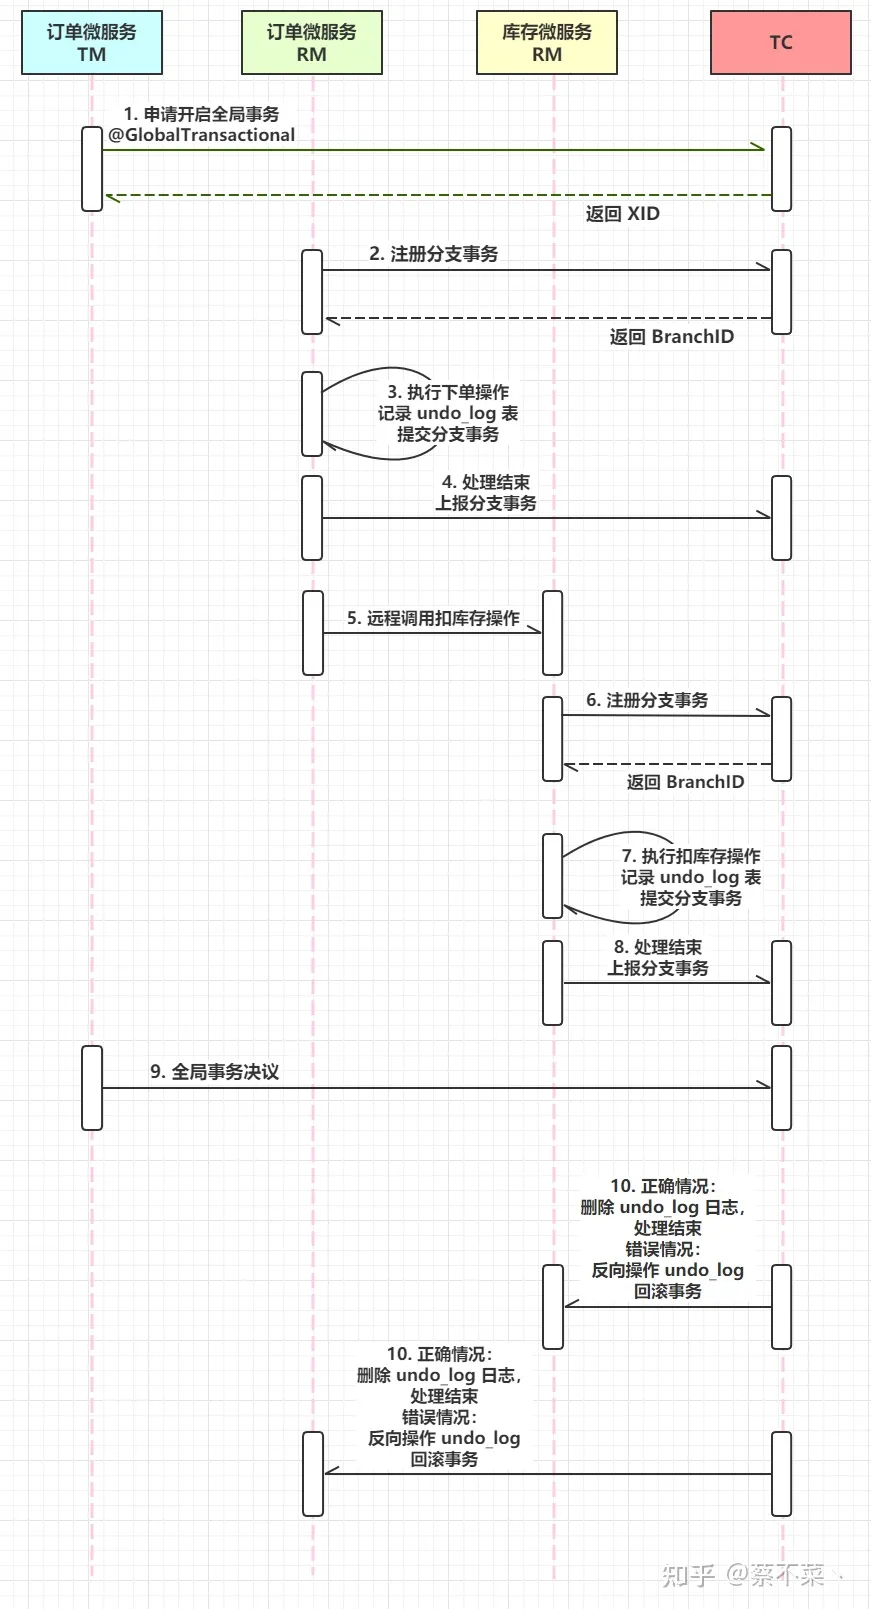 订单微服务
TM
订单微服务
RM
库存微服务
RM
TC
1. 申请开启全局事务
@GlobalTransactional
返回 XID
2. 注册分支事务
返回 BranchID
3. 执行下单操作
记录 undo_log 表
提交分支事务
4. 处理结束
上报分支事务
5. 远程调用扣库存操作
6. 注册分支事务
返回 BranchID
7. 执行扣库存操作
记录 undo_log 表
提交分支事务
8. 处理结束
上报分支事务
9. 全局事务决议
10. 正确情况：
删除 undo_log 日志，
处理结束
错误情况：
反向操作 undo_log
回滚事务
10. 正确情况：
删除 undo_log 日志，
处理结束
错误情况：
反向操作 undo_log
回滚事务
知乎 @蔡不菜丶